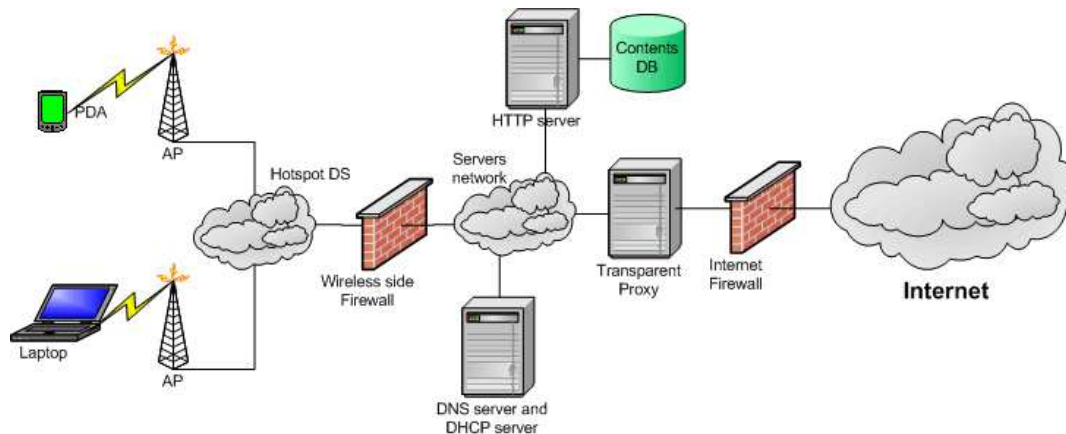 Contents
DB
PDA
HTTP server
AP
Servers
network
Hotspot DS
Wireless side
Firewall
Transparent
Proxy
Internet
Firewall
Internet
Laptop
AP
DNS server and
DHCP server